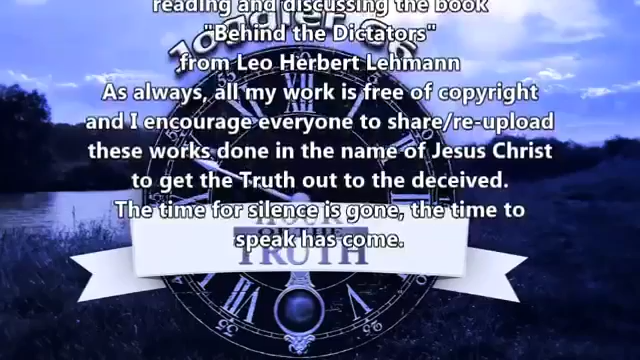 reading and discussing the book
"Behind the Dictators"
from Leo Herbert Lehmann
As always, all my work is free of copyright
and I encourage everyone to share/re-upload
these works done in the name of Jesus Christ
to get the Truth out to the deceived.
The time for silence is gone, the time to
speak has come.
HOUR
TRUTH